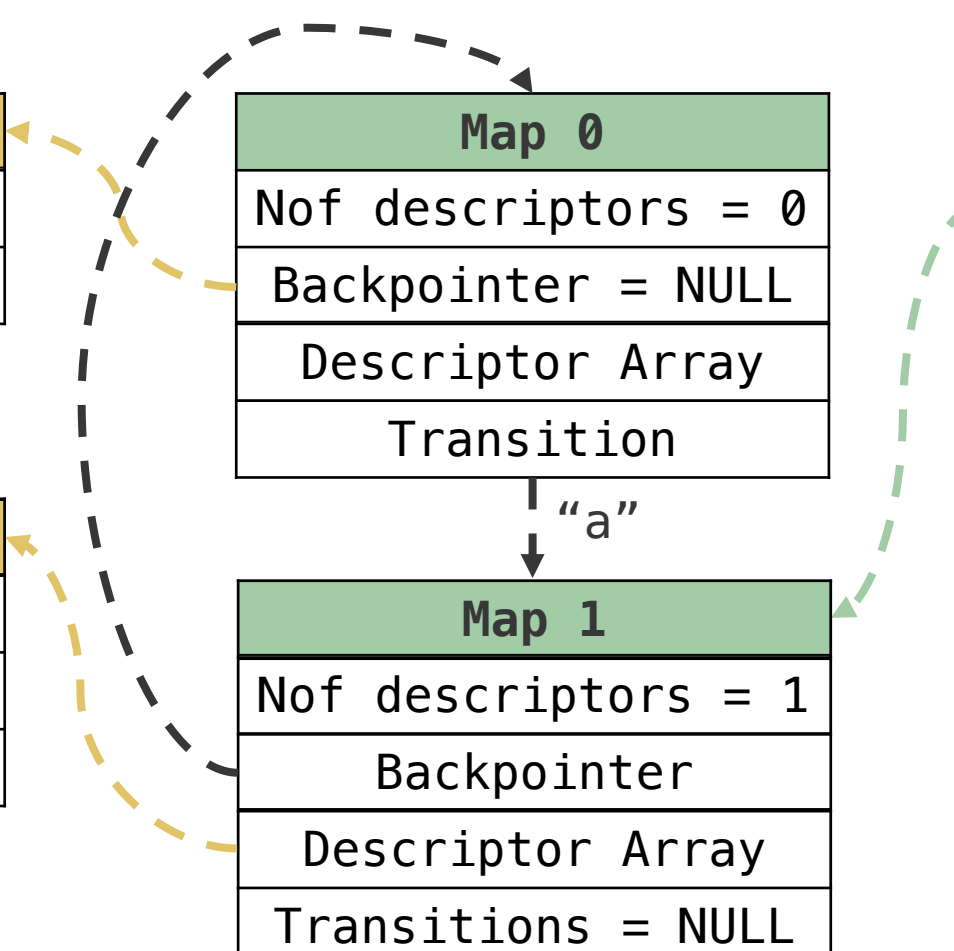 Map 0
Nof descriptors = 0
Backpointer = NULL
Descriptor Array
Transition
“a”
Map 1
Nof descriptors = 1
Backpointer
Descriptor Array
Transitions = NULL